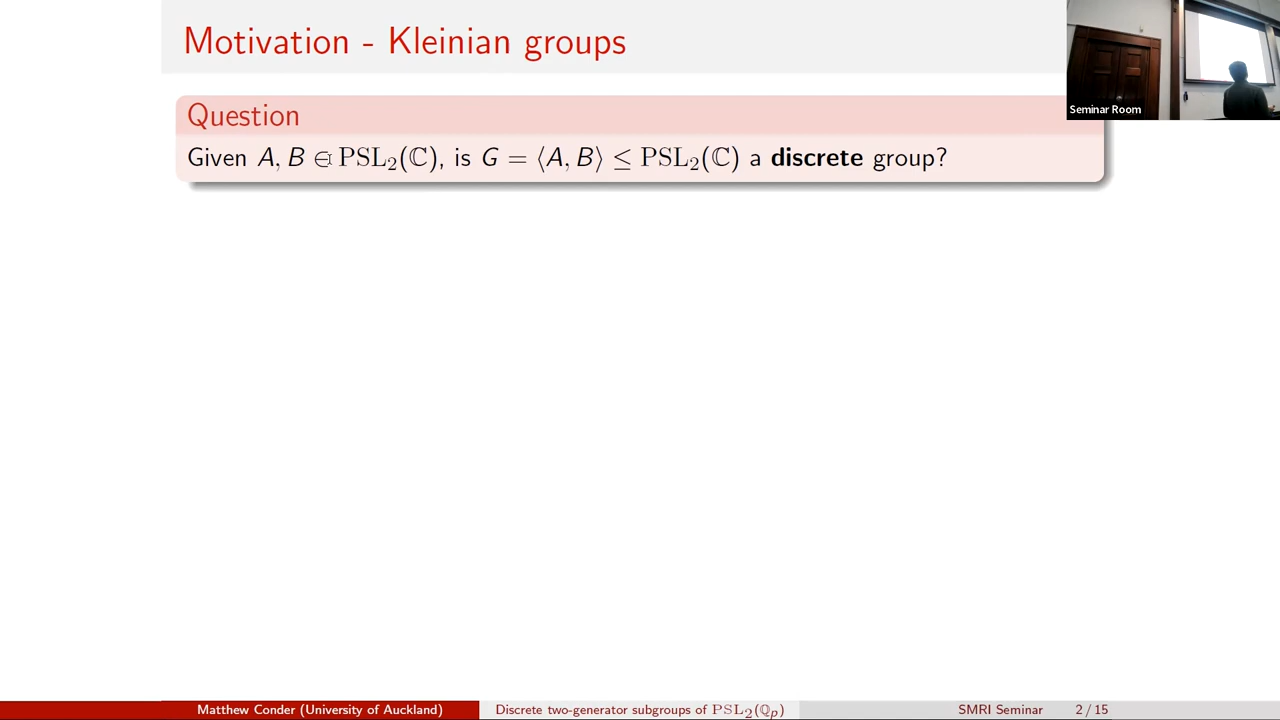 Motivation - Kleinian groups
Seminar Room
Question
Given A, B ∈ PSL₂(ℂ), is G = ⟨A, B⟩ ≤ PSL₂(ℂ) a discrete group?
Matthew Conder (University of Auckland) Discrete two-generator subgroups of PSL₂(ℚₚ) SMRI Seminar 2 / 15